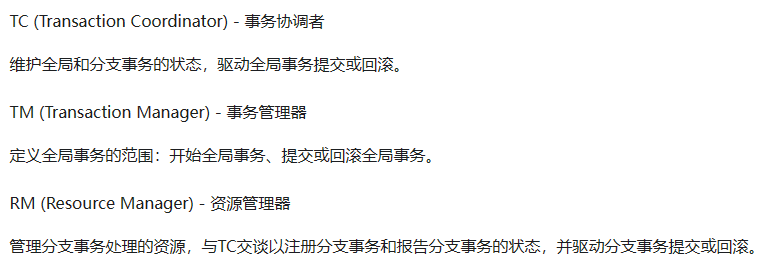 TC (Transaction Coordinator) - 事务协调者
维护全局和分支事务的状态，驱动全局事务提交或回滚。
TM (Transaction Manager) - 事务管理器
定义全局事务的范围：开始全局事务、提交或回滚全局事务。
RM (Resource Manager) - 资源管理器
管理分支事务处理的资源，与TC交谈以注册分支事务和报告分支事务的状态，并驱动分支事务提交或回滚。